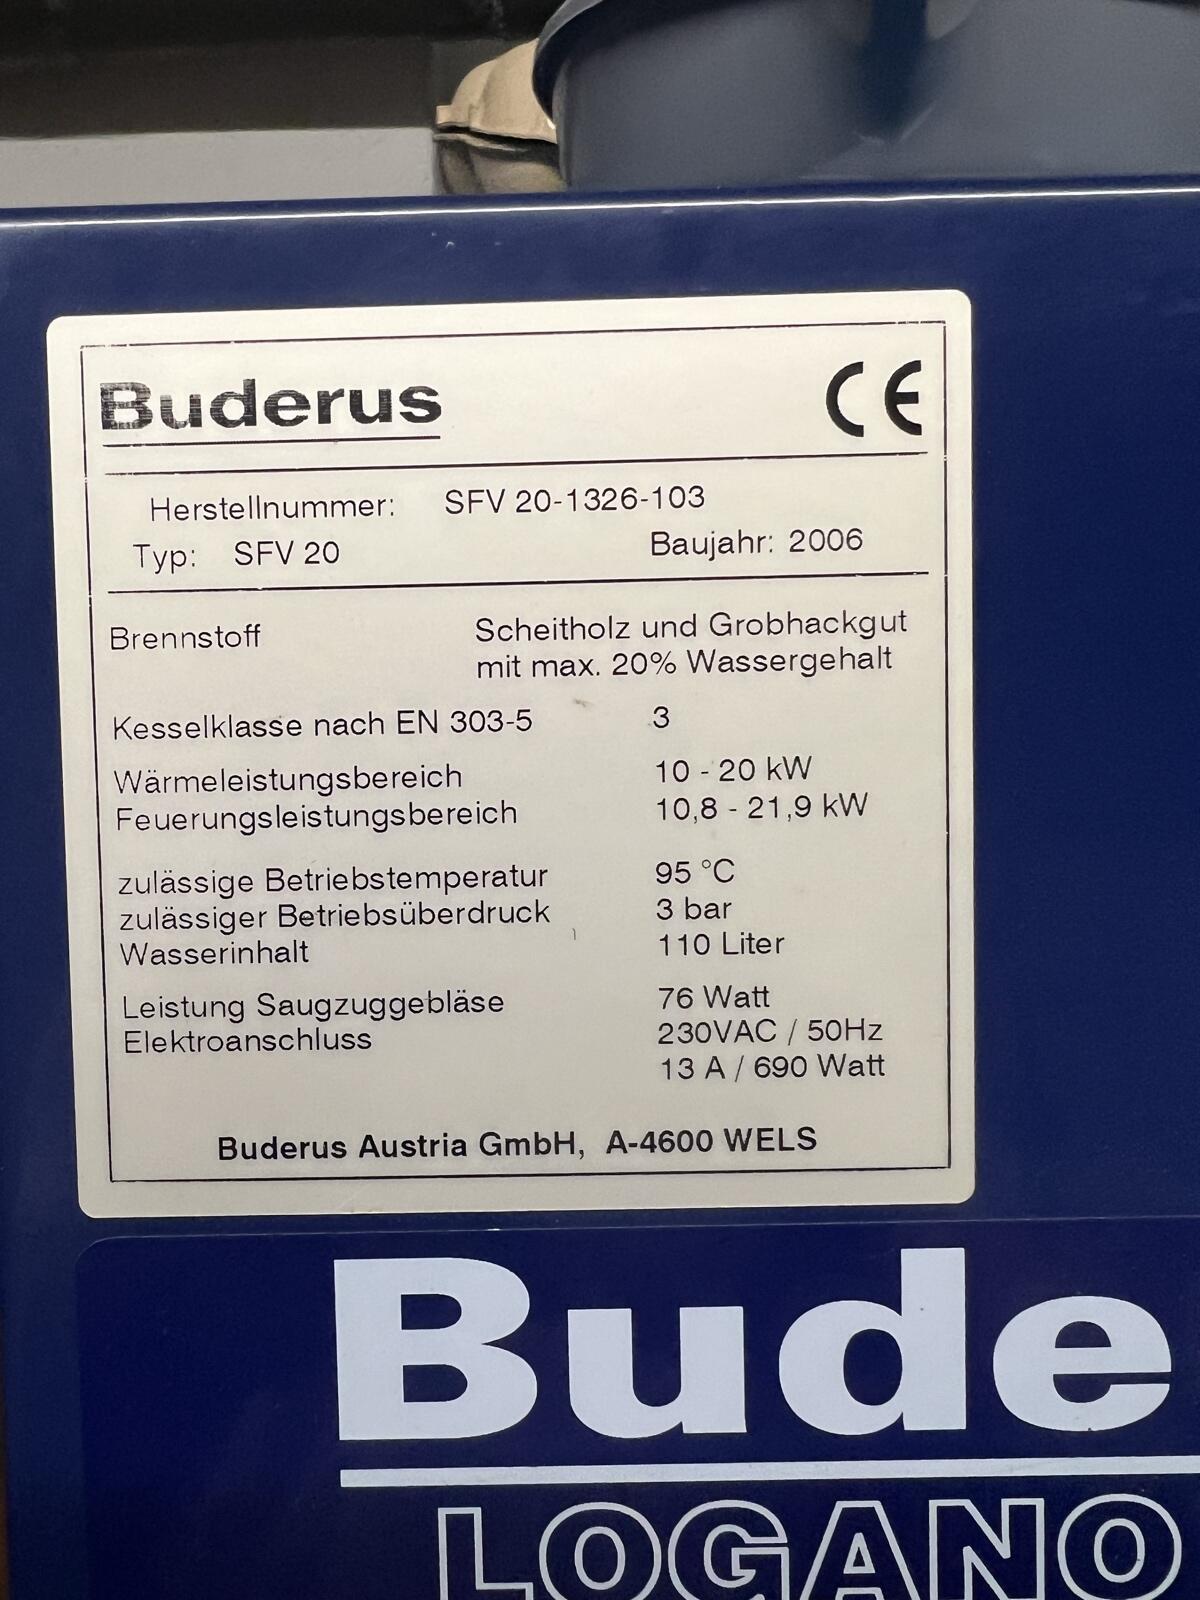 Buderus CE
Herstellnummer: SFV 20-1326-103
Typ: SFV 20 Baujahr: 2006
Brennstoff Scheitholz und Grobhackgut
mit max. 20% Wassergehalt
Kesselklasse nach EN 303-5 3
Wärmeleistungsbereich 10 - 20 kW
Feuerungsleistungsbereich 10,8 - 21,9 kW
zulässige Betriebstemperatur 95 °C
zulässiger Betriebsüberdruck 3 bar
Wasserinhalt 110 Liter
Leistung Saugzuggebläse 76 Watt
Elektroanschluss 230VAC / 50Hz
13 A / 690 Watt
Buderus Austria GmbH, A-4600 WELS
Bude
LOGANO